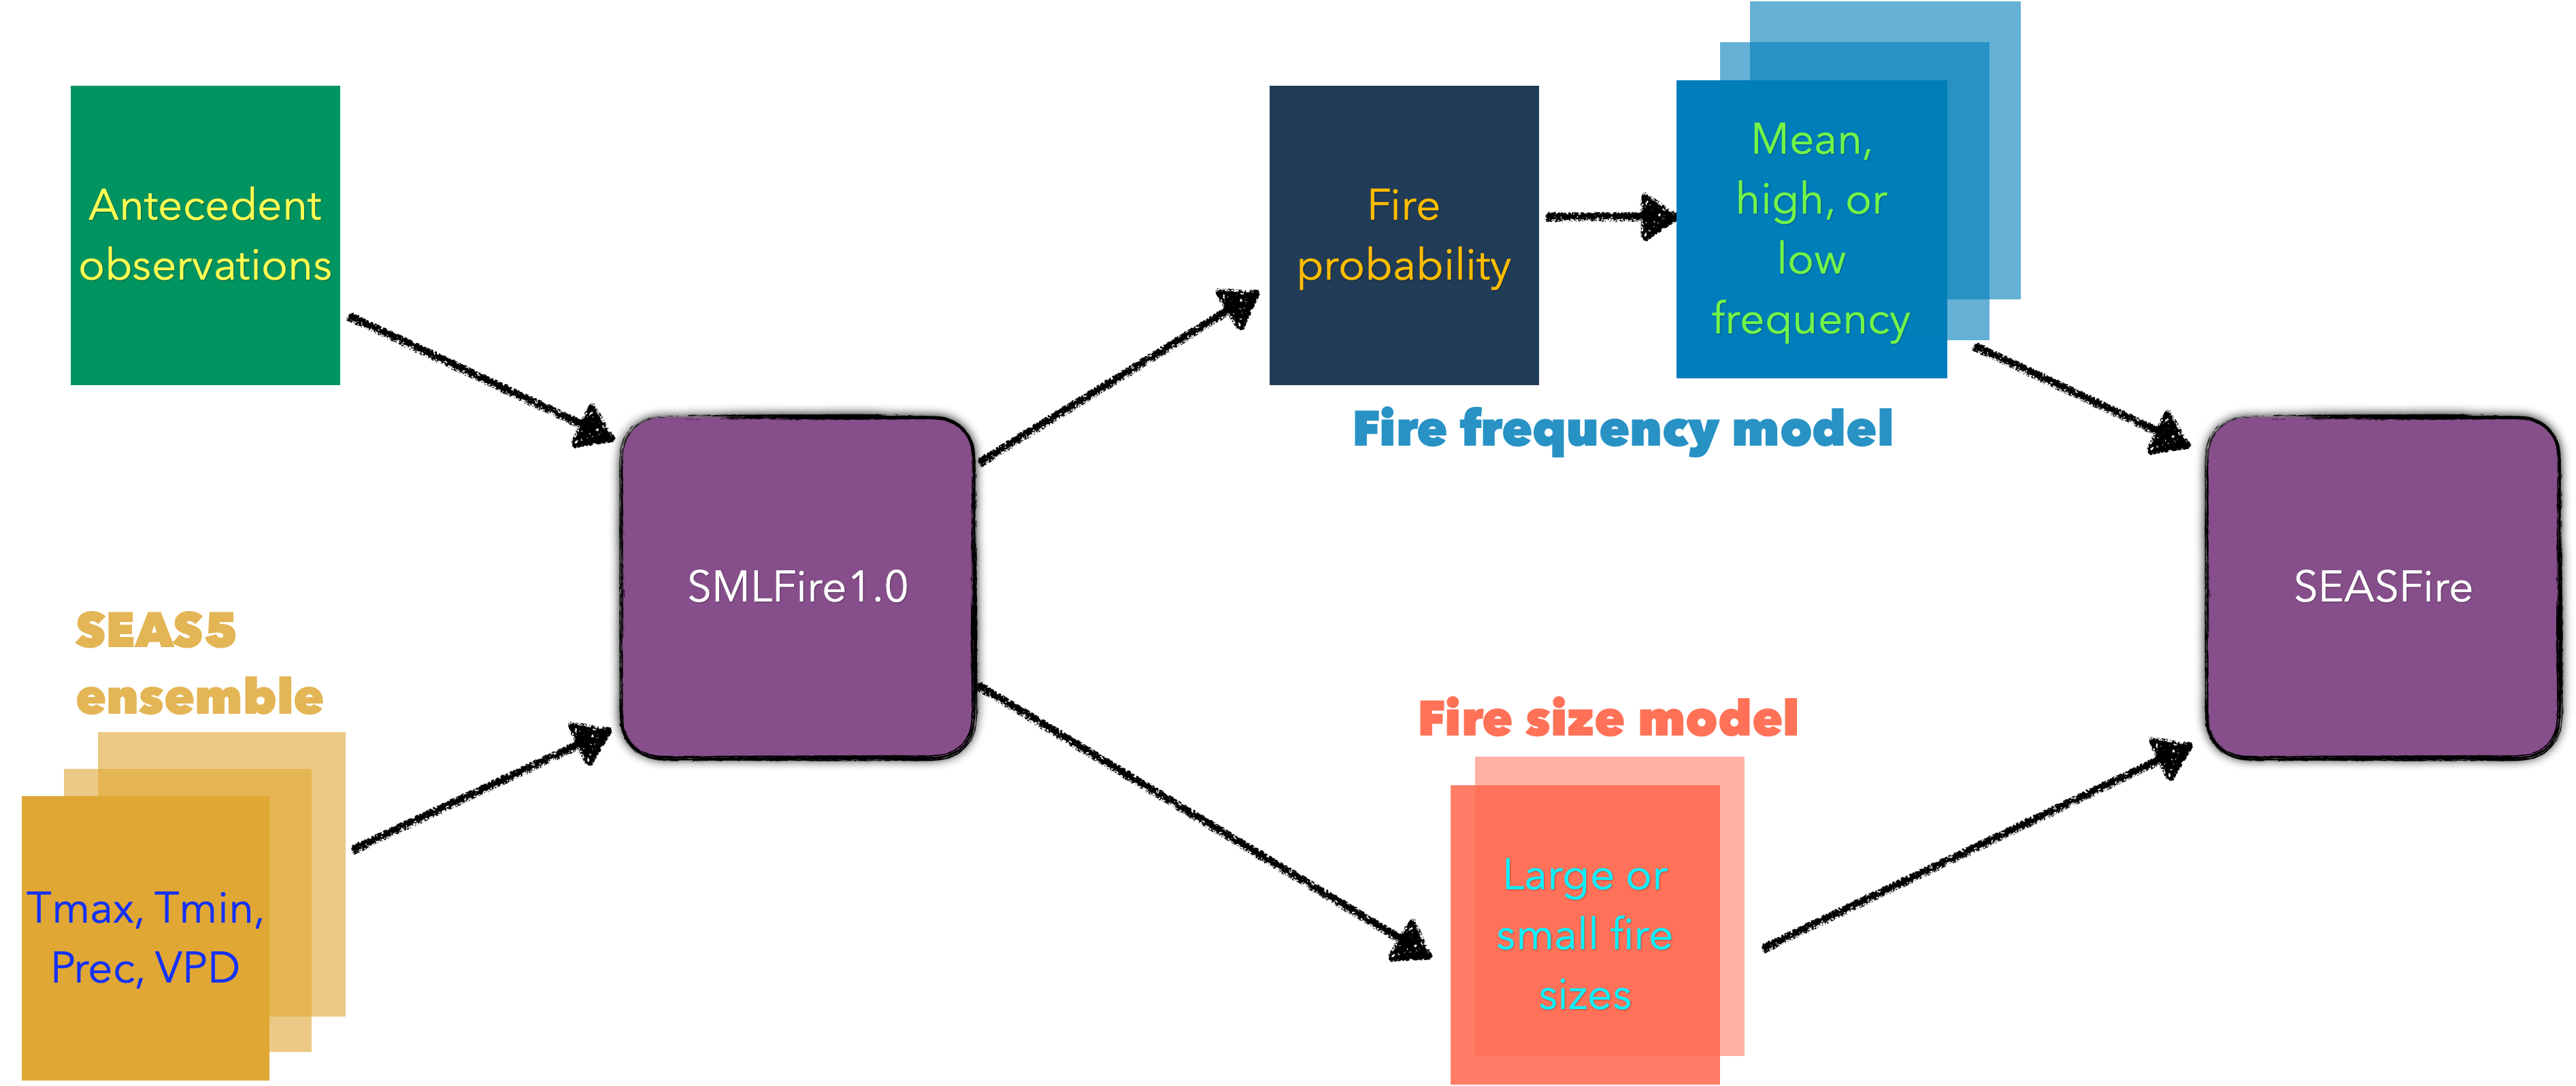 Antecedent
observations
SEAS5
ensemble
Tmax, Tmin,
Prec, VPD
SMLFire1.0
Fire
probability
Mean,
high, or
low
frequency
Fire frequency model
Fire size model
Large or
small fire
sizes
SEASFire